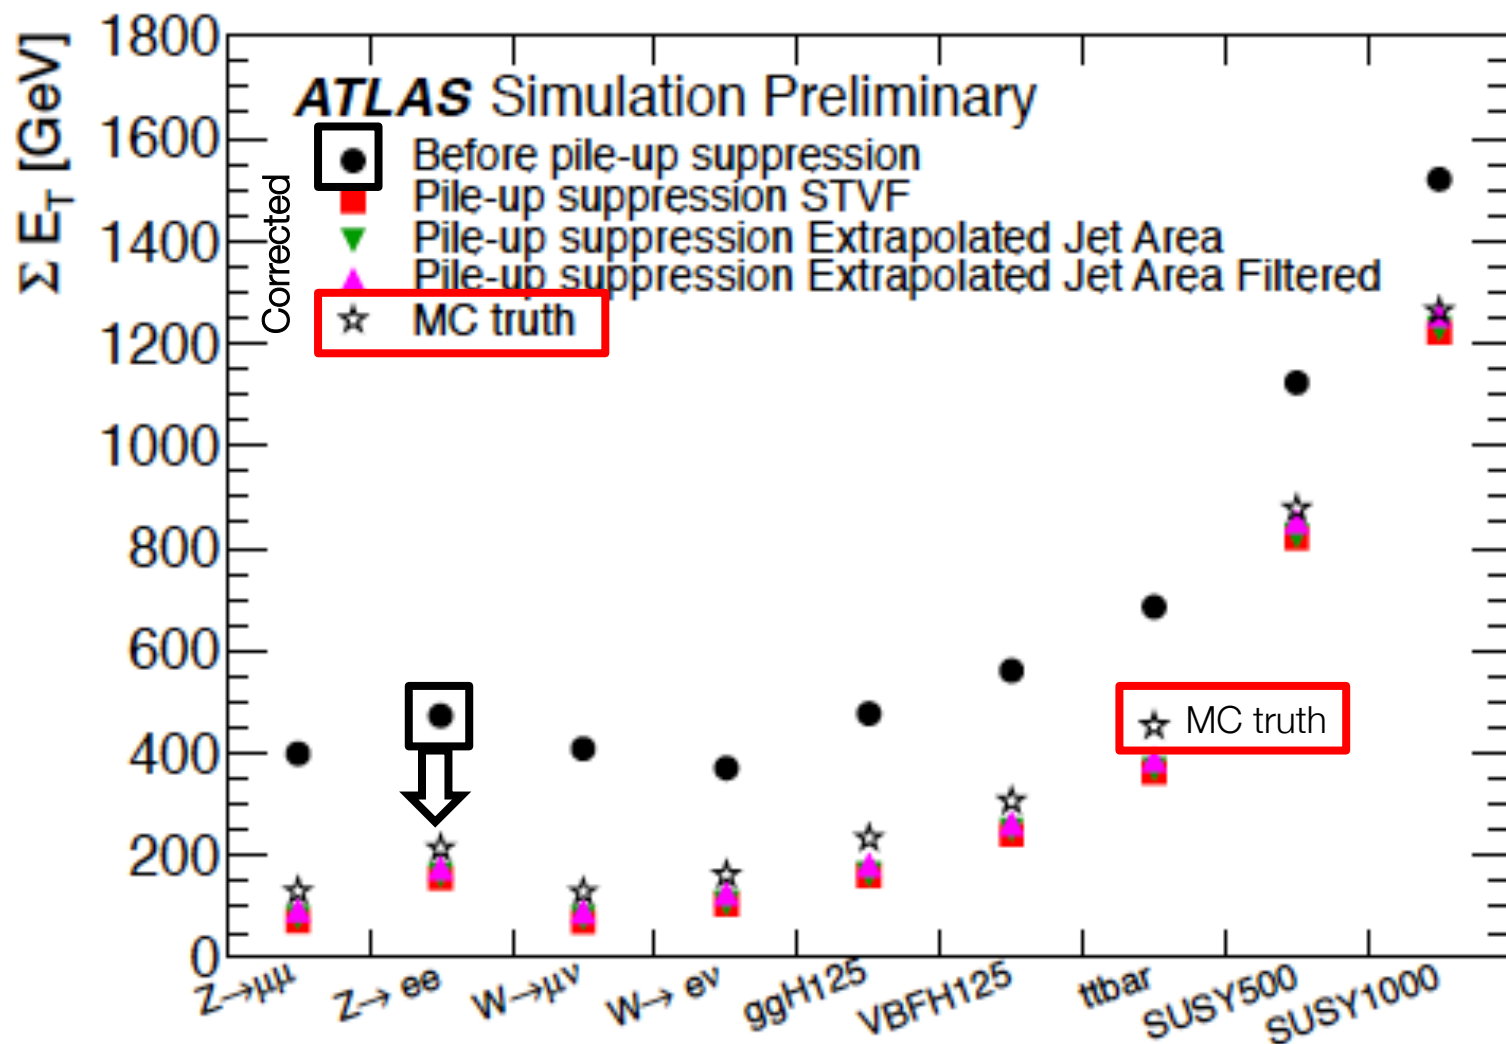 Σ E_T [GeV]
1800
1600
1400
1200
1000
800
600
400
200
0
ATLAS Simulation Preliminary
Before pile-up suppression
Pile-up suppression STVF
Pile-up suppression Extrapolated Jet Area
Pile-up suppression Extrapolated Jet Area Filtered
MC truth
Corrected
MC truth
Z→μμ
Z→ ee
W→μν
W→ eν
ggH125
VBFH125
ttbar
SUSY500
SUSY1000